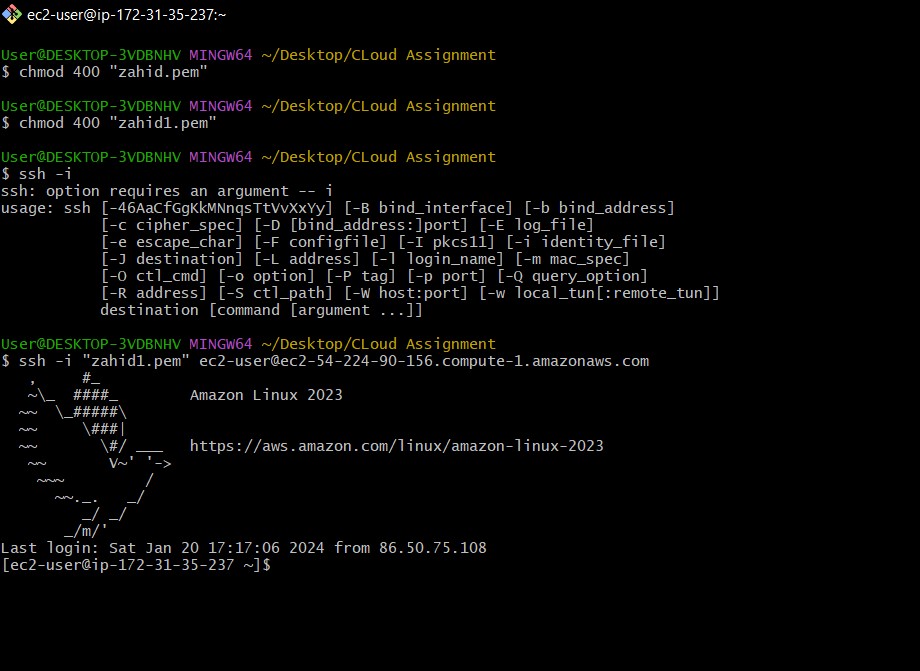 ec2-user@ip-172-31-35-237:~
User@DESKTOP-3VDBNHV MINGW64 ~/Desktop/CLoud Assignment
$ chmod 400 "zahid.pem"
User@DESKTOP-3VDBNHV MINGW64 ~/Desktop/CLoud Assignment
$ chmod 400 "zahid1.pem"
User@DESKTOP-3VDBNHV MINGW64 ~/Desktop/CLoud Assignment
$ ssh -i
ssh: option requires an argument -- i
usage: ssh [-46AaCfGgKkMNnqsTtVvXxYy] [-B bind_interface] [-b bind_address]
           [-c cipher_spec] [-D [bind_address:]port] [-E log_file]
           [-e escape_char] [-F configfile] [-I pkcs11] [-i identity_file]
           [-J destination] [-L address] [-l login_name] [-m mac_spec]
           [-O ctl_cmd] [-o option] [-P tag] [-p port] [-Q query_option]
           [-R address] [-S ctl_path] [-W host:port] [-w local_tun[:remote_tun]]
           destination [command [argument ...]]
User@DESKTOP-3VDBNHV MINGW64 ~/Desktop/CLoud Assignment
$ ssh -i "zahid1.pem" ec2-user@ec2-54-224-90-156.compute-1.amazonaws.com
   ,     #_
   ~\_  ####_        Amazon Linux 2023
  ~~  \_#####\
  ~~     \###|
  ~~       \#/ ___   https://aws.amazon.com/linux/amazon-linux-2023
   ~~       V~' '->
    ~~~         /
      ~~._.   _/
         _/ _/
       _/m/'
Last login: Sat Jan 20 17:17:06 2024 from 86.50.75.108
[ec2-user@ip-172-31-35-237 ~]$